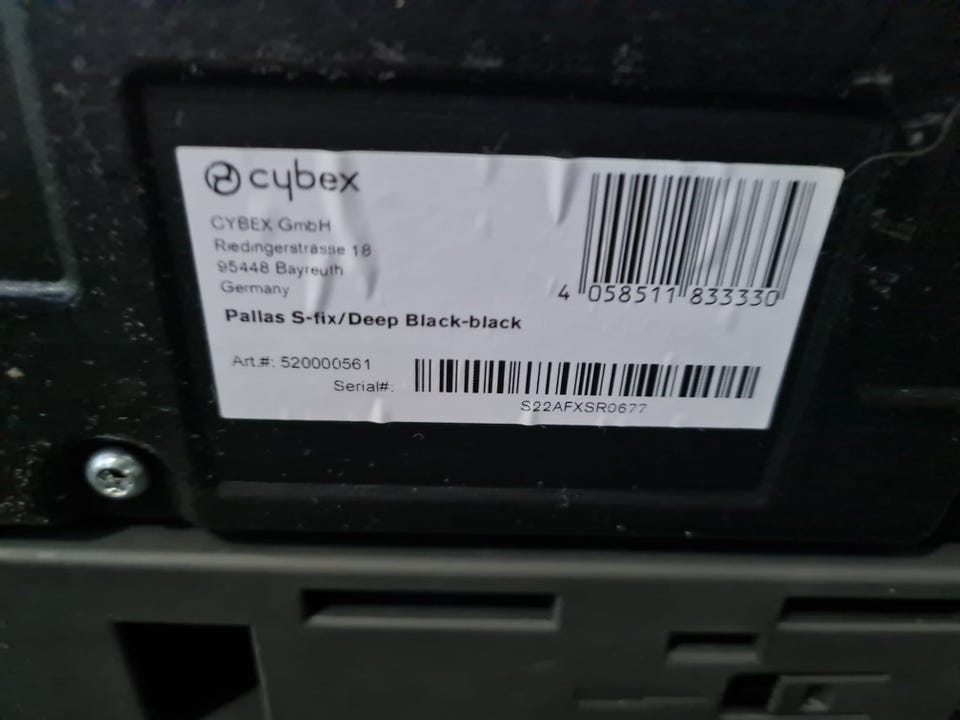 cybex
CYBEX GmbH
Riedingerstrasse 18
95448 Bayreuth
Germany
4 058511 833330
Pallas S-fix/Deep Black-black
Art.#: 520000561
Serial#:
S22AFXSR0677